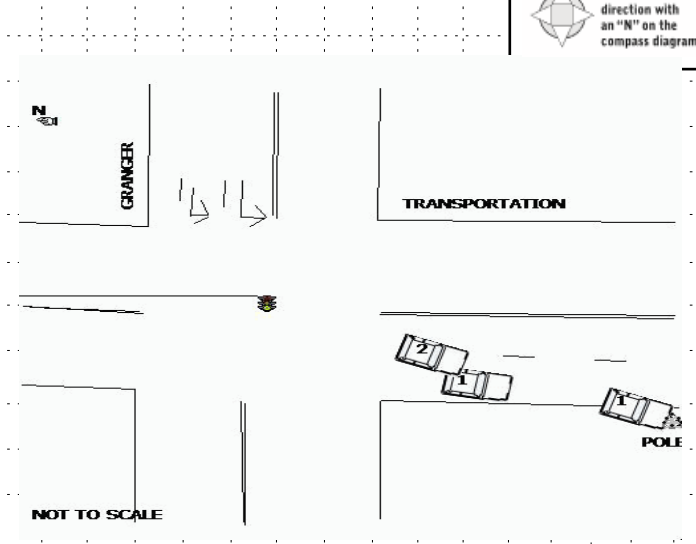 direction with
an "N" on the
compass diagram
N
GRANGER
TRANSPORTATION
2
1
1
POLE
NOT TO SCALE